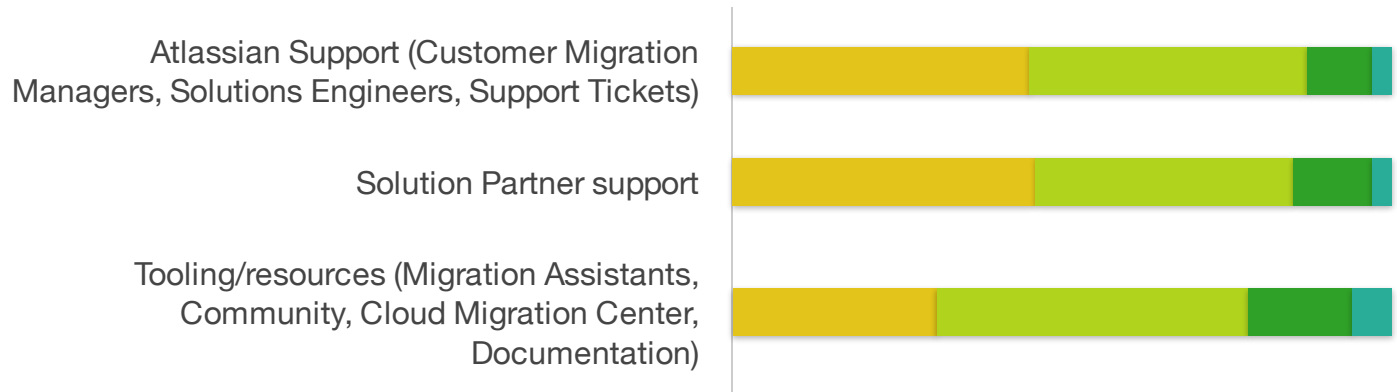 Atlassian Support (Customer Migration
Managers, Solutions Engineers, Support Tickets)
Solution Partner support
Tooling/resources (Migration Assistants,
Community, Cloud Migration Center,
Documentation)